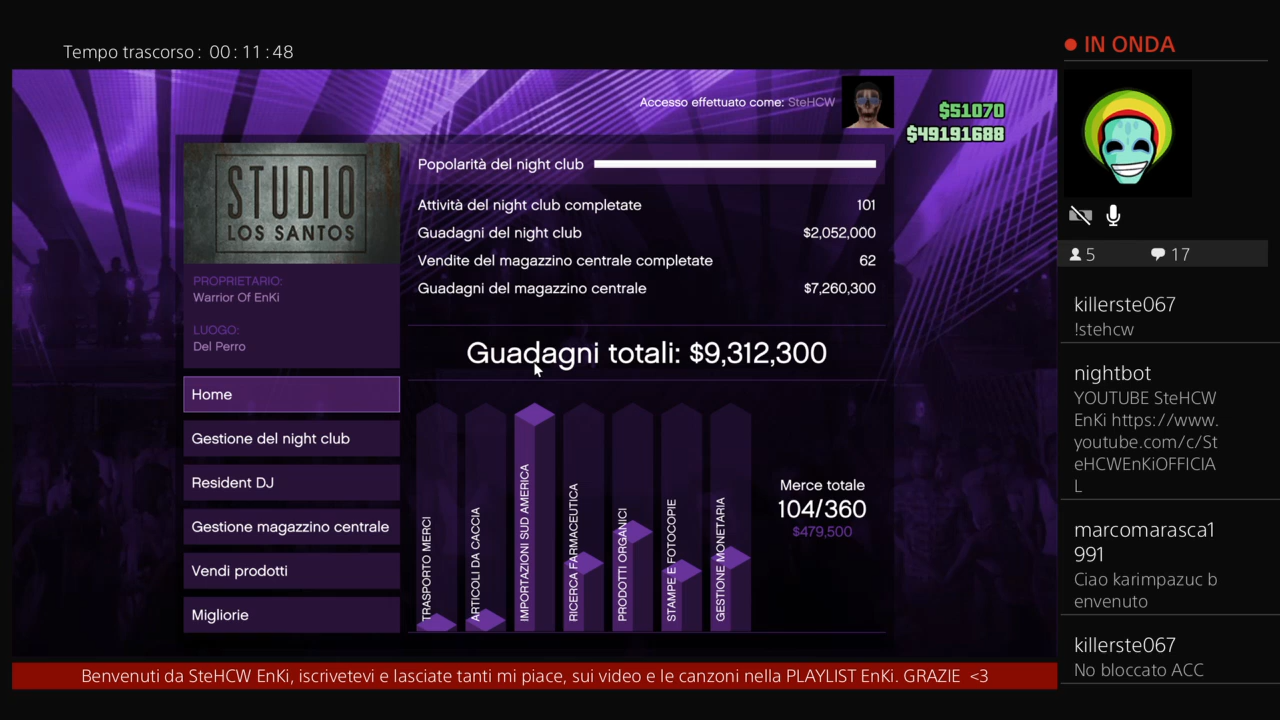 Tempo trascorso: 00:11:48
IN ONDA
Accesso effettuato come: SteHCW
$51070
$49191688
STUDIO
LOS SANTOS
PROPRIETARIO:
Warrior Of EnKi
LUOGO:
Del Perro
Home
Gestione del night club
Resident DJ
Gestione magazzino centrale
Vendi prodotti
Migliorie
Popolarità del night club
Attività del night club completate 101
Guadagni del night club $2,052,000
Vendite del magazzino centrale completate 62
Guadagni del magazzino centrale $7,260,300
Guadagni totali: $9,312,300
TRASPORTO MERCI
ARTICOLI DA CACCIA
IMPORTAZIONI SUD AMERICA
RICERCA FARMACEUTICA
PRODOTTI ORGANICI
STAMPE E FOTOCOPIE
GESTIONE MONETARIA
Merce totale
104/360
$479,500
5 17
killerste067
!stehcw
nightbot
YOUTUBE SteHCW
EnKi https://www.
youtube.com/c/St
eHCWEnKiOFFICIA
L
marcomarasca1
991
Ciao karimpazuc b
envenuto
killerste067
No bloccato ACC
Benvenuti da SteHCW EnKi, iscrivetevi e lasciate tanti mi piace, sui video e le canzoni nella PLAYLIST EnKi. GRAZIE <3